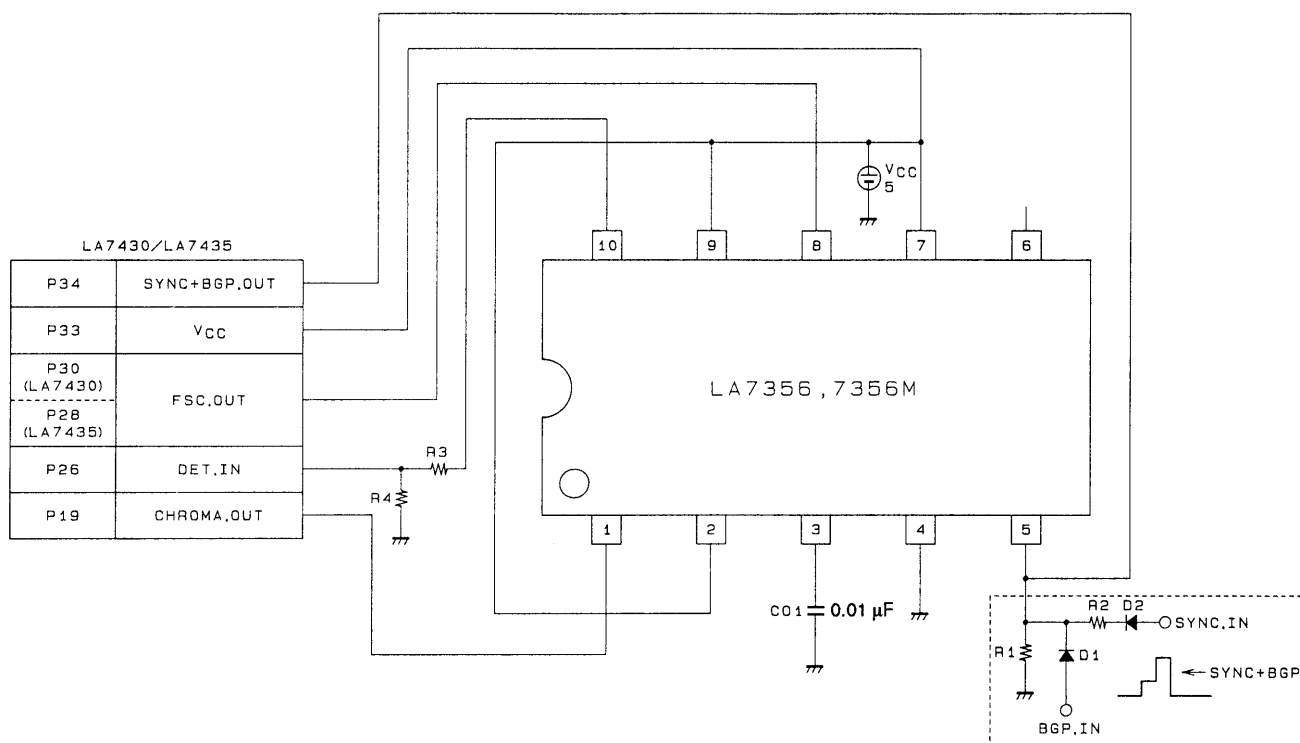 VCC
5
10
9
8
7
6
LA7430/LA7435
P34 SYNC+BGP.OUT
P33 VCC
P30
(LA7430)
FSC.OUT
P28
(LA7435)
P26 DET.IN
P19 CHROMA.OUT
R3
R4
LA7356,7356M
1
2
3
4
5
C01 0.01 μF
R2 D2
SYNC.IN
R1
D1
SYNC+BGP
BGP.IN